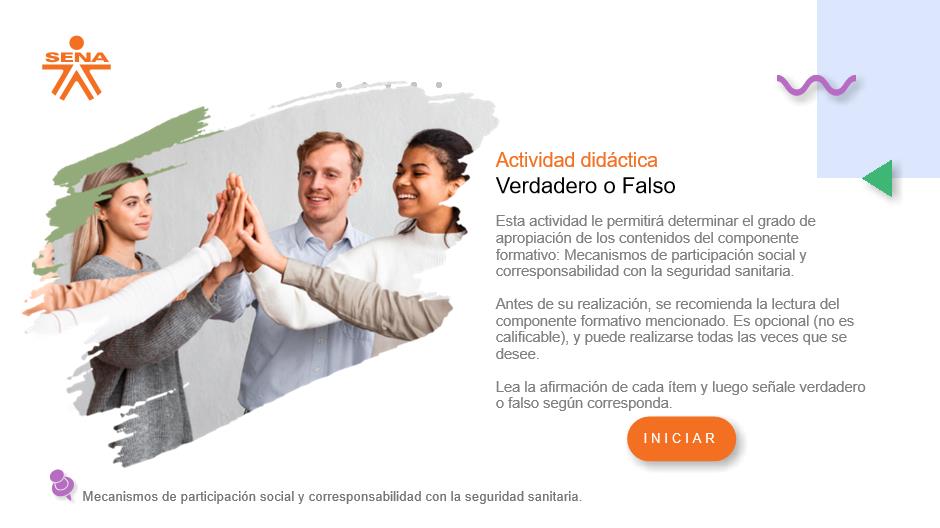 SENA
Actividad didáctica
Verdadero o Falso
Esta actividad le permitirá determinar el grado de
apropiación de los contenidos del componente
formativo: Mecanismos de participación social y
corresponsabilidad con la seguridad sanitaria.
Antes de su realización, se recomienda la lectura del
componente formativo mencionado. Es opcional (no es
calificable), y puede realizarse todas las veces que se
desee.
Lea la afirmación de cada ítem y luego señale verdadero
o falso según corresponda.
INICIAR
Mecanismos de participación social y corresponsabilidad con la seguridad sanitaria.